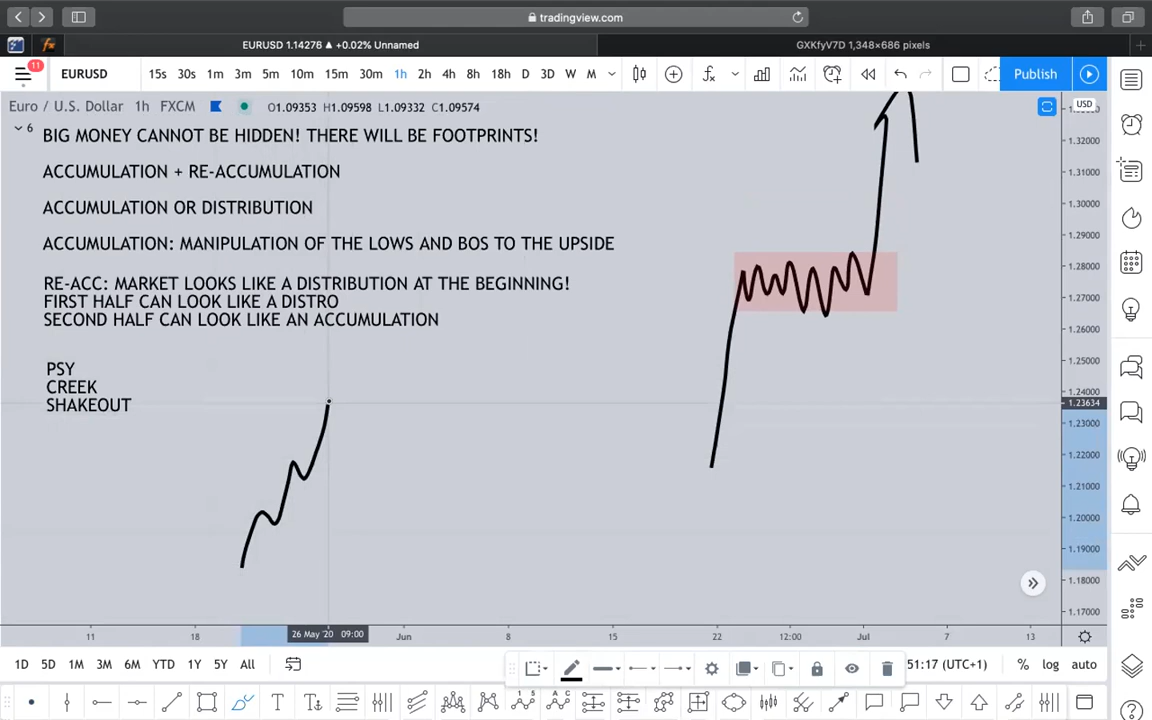 tradingview.com
EURUSD 1.14276 ▲ +0.02% Unnamed
GXKfyV7D 1,348×686 pixels
11
EURUSD 15s 30s 1m 3m 5m 10m 15m 30m 1h 2h 4h 8h 18h D 3D W M Publish
Euro / U.S. Dollar 1h FXCM O1.09353 H1.09598 L1.09332 C1.09574
USD
6
BIG MONEY CANNOT BE HIDDEN! THERE WILL BE FOOTPRINTS!
ACCUMULATION + RE-ACCUMULATION
ACCUMULATION OR DISTRIBUTION
ACCUMULATION: MANIPULATION OF THE LOWS AND BOS TO THE UPSIDE
RE-ACC: MARKET LOOKS LIKE A DISTRIBUTION AT THE BEGINNING!
FIRST HALF CAN LOOK LIKE A DISTRO
SECOND HALF CAN LOOK LIKE AN ACCUMULATION
PSY
CREEK
SHAKEOUT
1.32000
1.31000
1.30000
1.29000
1.28000
1.27000
1.26000
1.25000
1.24000
1.23634
1.23000
1.22000
1.21000
1.20000
1.19000
1.18000
1.17000
11 18 26 May '20 09:00 Jun 8 15 22 12:00 Jul 7 13
1D 5D 1M 3M 6M YTD 1Y 5Y All 51:17 (UTC+1) % log auto